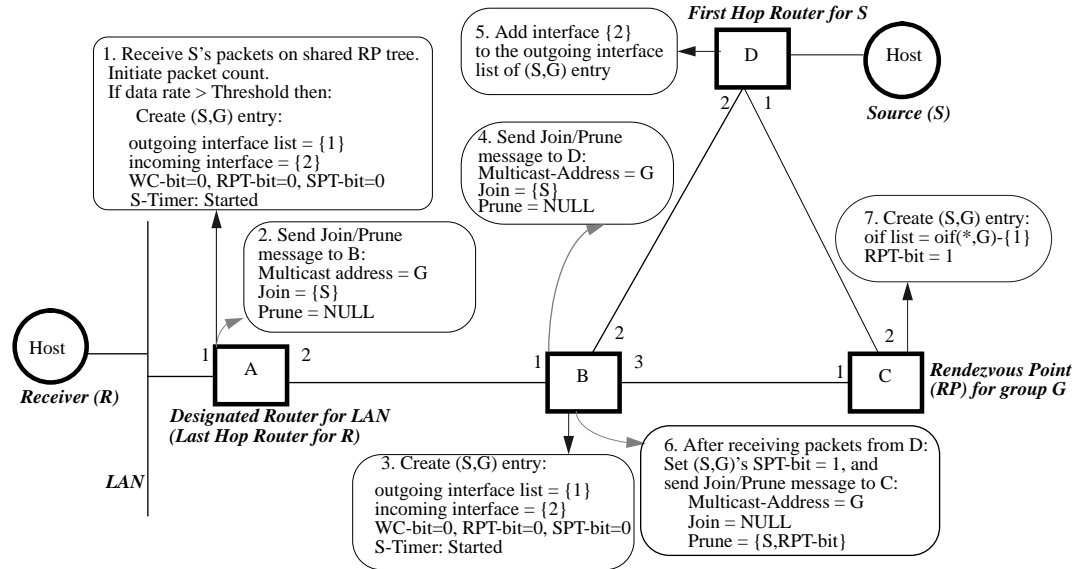 First Hop Router for S
5. Add interface {2}
to the outgoing interface
list of (S,G) entry
D
Host
Source (S)
2
1
1. Receive S's packets on shared RP tree.
Initiate packet count.
If data rate > Threshold then:
Create (S,G) entry:
outgoing interface list = {1}
incoming interface = {2}
WC-bit=0, RPT-bit=0, SPT-bit=0
S-Timer: Started
4. Send Join/Prune
message to D:
Multicast-Address = G
Join = {S}
Prune = NULL
2. Send Join/Prune
message to B:
Multicast address = G
Join = {S}
Prune = NULL
7. Create (S,G) entry:
oif list = oif(*,G)-{1}
RPT-bit = 1
Host
Receiver (R)
1
A
2
1
B
2
3
1
C
2
Rendezvous Point
(RP) for group G
Designated Router for LAN
(Last Hop Router for R)
LAN
3. Create (S,G) entry:
outgoing interface list = {1}
incoming interface = {2}
WC-bit=0, RPT-bit=0, SPT-bit=0
S-Timer: Started
6. After receiving packets from D:
Set (S,G)'s SPT-bit = 1, and
send Join/Prune message to C:
Multicast-Address = G
Join = NULL
Prune = {S,RPT-bit}